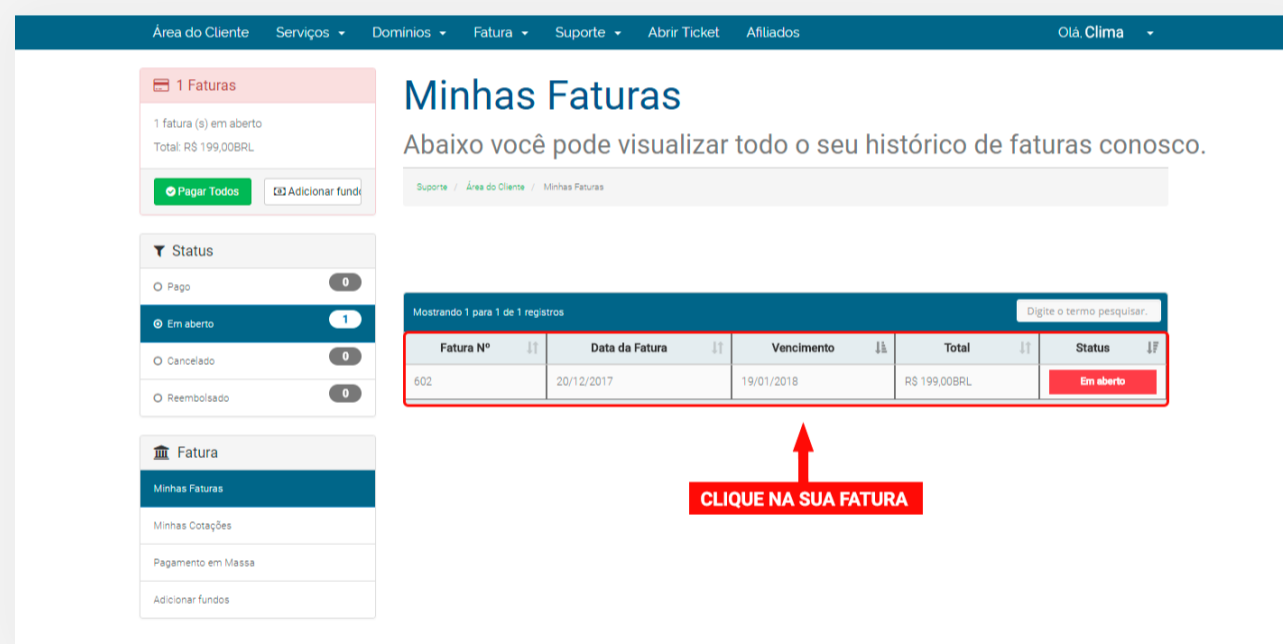 Área do Cliente Serviços Domínios Fatura Suporte Abrir Ticket Afiliados Olá, Clima
1 Faturas
1 fatura (s) em aberto
Total: R$ 199,00BRL
Pagar Todos Adicionar fund
Status
Pago 0
Em aberto 1
Cancelado 0
Reembolsado 0
Fatura
Minhas Faturas
Minhas Cotações
Pagamento em Massa
Adicionar fundos
Minhas Faturas
Abaixo você pode visualizar todo o seu histórico de faturas conosco.
Suporte / Área do Cliente / Minhas Faturas
Mostrando 1 para 1 de 1 registros Digite o termo pesquisar.
Fatura Nº Data da Fatura Vencimento Total Status
602 20/12/2017 19/01/2018 R$ 199,00BRL Em aberto
CLIQUE NA SUA FATURA